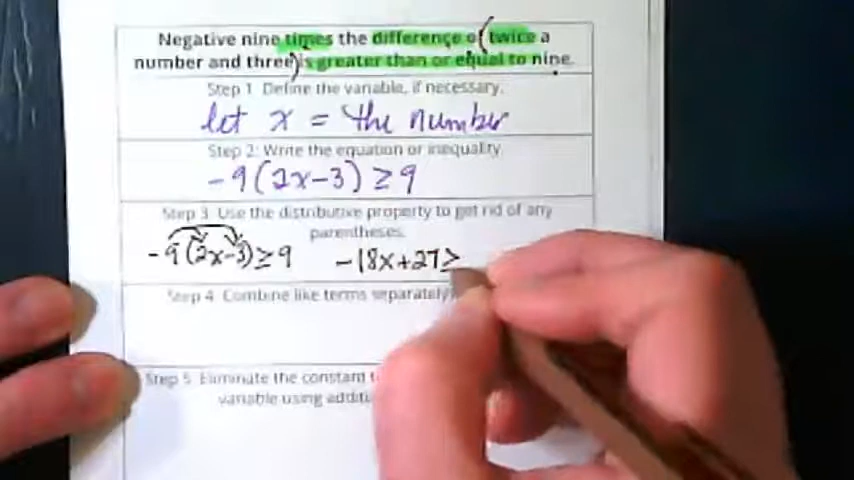 Negative nine times the difference of (twice a
number and three) is greater than or equal to nine.
Step 1: Define the variable, if necessary.
let x = the number
Step 2: Write the equation or inequality
-9(2x-3) ≥ 9
Step 3: Use the distributive property to get rid of any
parentheses.
-9(2x-3) ≥ 9 -18x+27≥
Step 4: Combine like terms separately
Step 5: Eliminate the constant
variable using